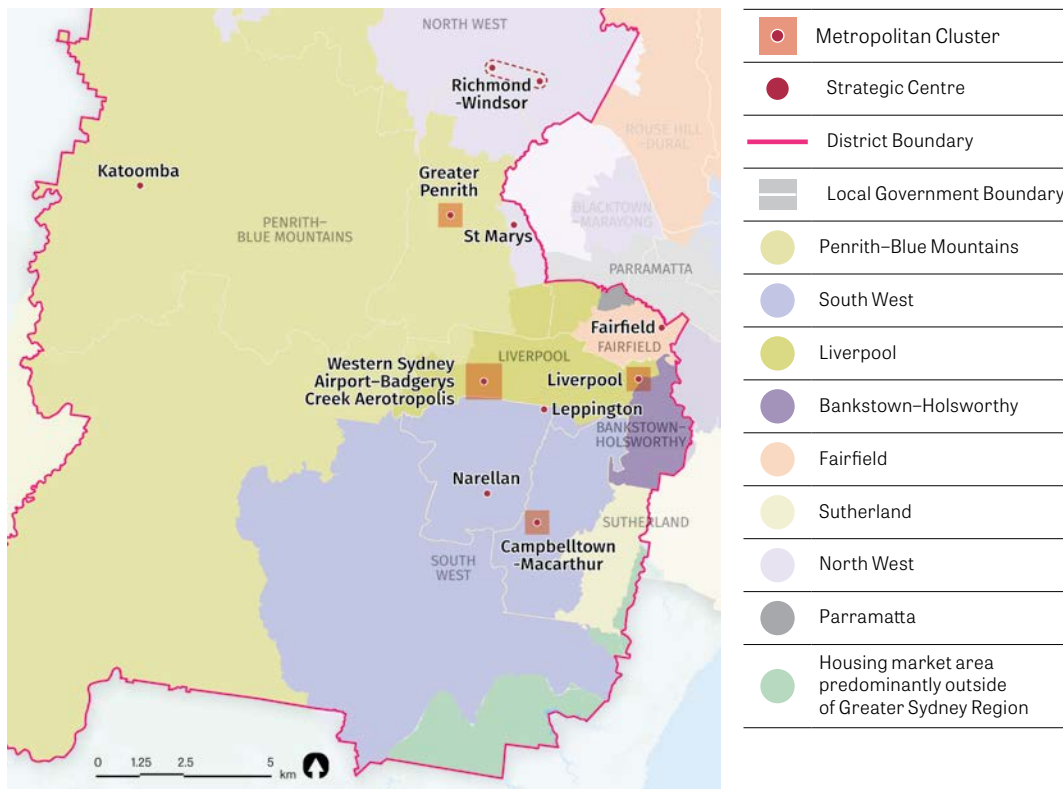 NORTH WEST
Richmond
-Windsor
ROUSE HILL
-DURAL
Katoomba
Greater
Penrith
PENRITH–
BLUE MOUNTAINS
St Marys
BLACKTOWN
–MARAYONG
PARRAMATTA
Fairfield
FAIRFIELD
LIVERPOOL
Western Sydney
Airport–Badgerys
Creek Aerotropolis
Liverpool
Leppington
BANKSTOWN–
HOLSWORTHY
Narellan
SUTHERLAND
Campbelltown
-Macarthur
SOUTH
WEST
0 1.25 2.5 5
km
Metropolitan Cluster
Strategic Centre
District Boundary
Local Government Boundary
Penrith–Blue Mountains
South West
Liverpool
Bankstown–Holsworthy
Fairfield
Sutherland
North West
Parramatta
Housing market area
predominantly outside
of Greater Sydney Region